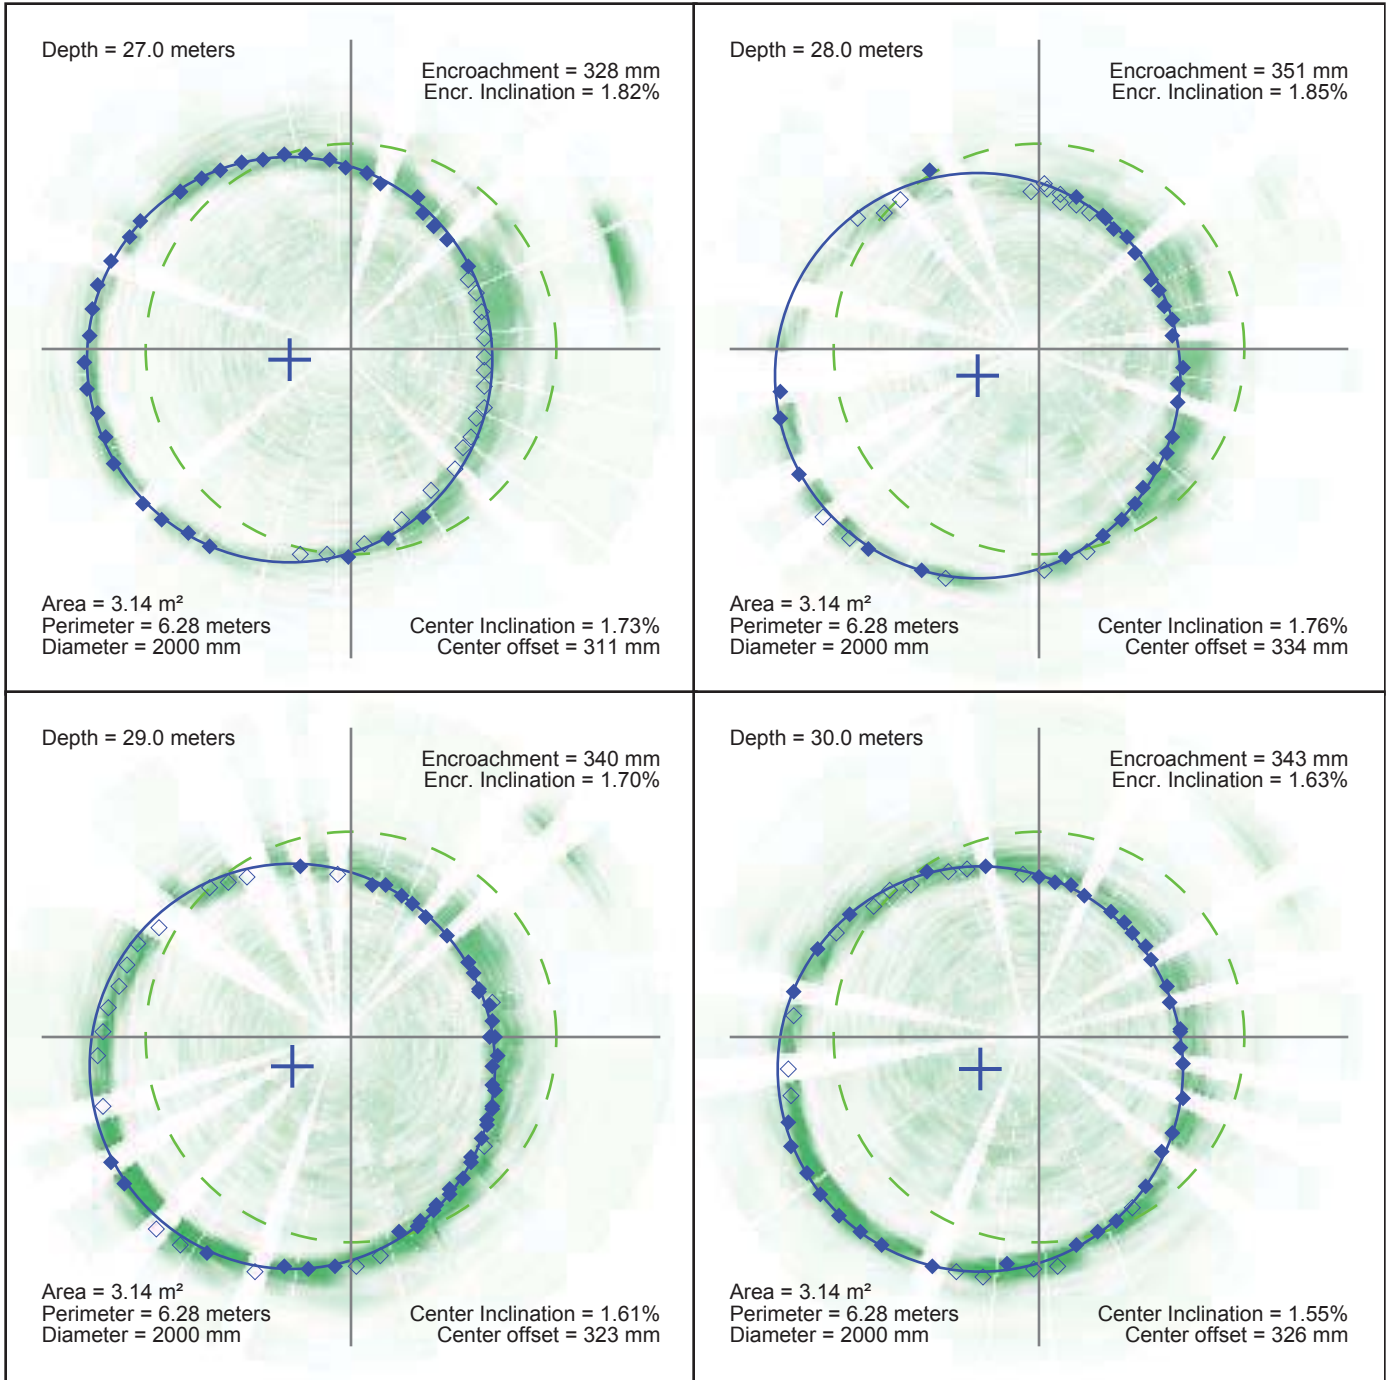 Depth = 27.0 meters
Encroachment = 328 mm
Encr. Inclination = 1.82%
Area = 3.14 m²
Perimeter = 6.28 meters
Diameter = 2000 mm
Center Inclination = 1.73%
Center offset = 311 mm
Depth = 28.0 meters
Encroachment = 351 mm
Encr. Inclination = 1.85%
Area = 3.14 m²
Perimeter = 6.28 meters
Diameter = 2000 mm
Center Inclination = 1.76%
Center offset = 334 mm
Depth = 29.0 meters
Encroachment = 340 mm
Encr. Inclination = 1.70%
Area = 3.14 m²
Perimeter = 6.28 meters
Diameter = 2000 mm
Center Inclination = 1.61%
Center offset = 323 mm
Depth = 30.0 meters
Encroachment = 343 mm
Encr. Inclination = 1.63%
Area = 3.14 m²
Perimeter = 6.28 meters
Diameter = 2000 mm
Center Inclination = 1.55%
Center offset = 326 mm